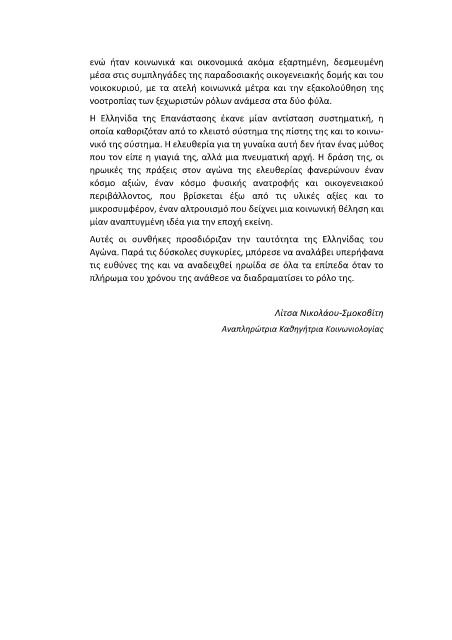 ενώ ήταν κοινωνικά και οικονομικά ακόμα εξαρτημένη, δεσμευμένη
μέσα στις συμπληγάδες της παραδοσιακής οικογενειακής δομής και του
νοικοκυριού, με τα ατελή κοινωνικά μέτρα και την εξακολούθηση της
νοοτροπίας των ξεχωριστών ρόλων ανάμεσα στα δύο φύλα.
Η Ελληνίδα της Επανάστασης έκανε μίαν αντίσταση συστηματική, η
οποία καθοριζόταν από το κλειστό σύστημα της πίστης της και το κοινω-
νικό της σύστημα. Η ελευθερία για τη γυναίκα αυτή δεν ήταν ένας μύθος
που τον είπε η γιαγιά της, αλλά μια πνευματική αρχή. Η δράση της, οι
ηρωικές της πράξεις στον αγώνα της ελευθερίας φανερώνουν έναν
κόσμο αξιών, έναν κόσμο φυσικής ανατροφής και οικογενειακού
περιβάλλοντος, που βρίσκεται έξω από τις υλικές αξίες και το
μικροσυμφέρον, έναν αλτρουισμό που δείχνει μια κοινωνική θέληση και
μίαν αναπτυγμένη ιδέα για την εποχή εκείνη.
Αυτές οι συνθήκες προσδιόριζαν την ταυτότητα της Ελληνίδας του
Αγώνα. Παρά τις δύσκολες συγκυρίες, μπόρεσε να αναλάβει υπερήφανα
τις ευθύνες της και να αναδειχθεί ηρωίδα σε όλα τα επίπεδα όταν το
πλήρωμα του χρόνου της ανάθεσε να διαδραματίσει το ρόλο της.
Λίτσα Νικολάου-Σμοκοβίτη
Αναπληρώτρια Καθηγήτρια Κοινωνιολογίας